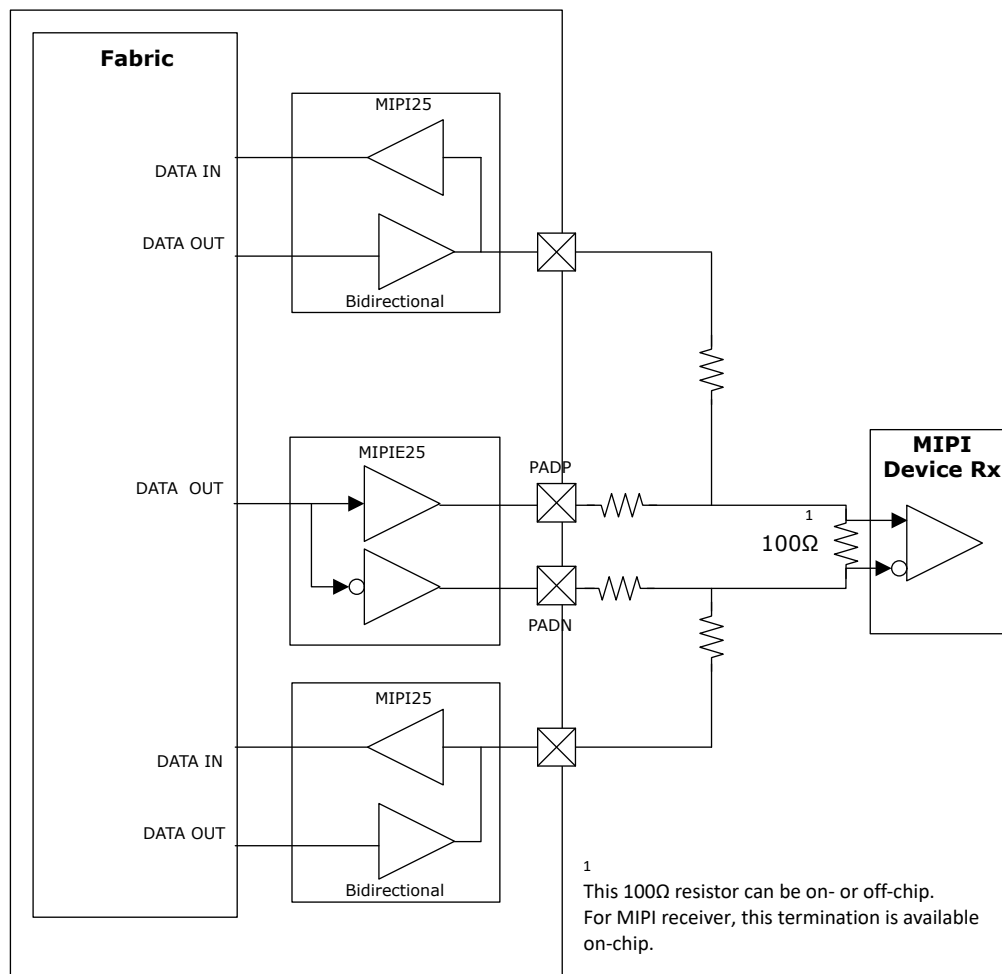 Fabric
MIPI25
DATA IN
DATA OUT
Bidirectional
MIPIE25
DATA  OUT
PADP
PADN
MIPI
Device Rx
1
100Ω
MIPI25
DATA IN
DATA OUT
Bidirectional
1
This 100Ω resistor can be on- or off-chip.
For MIPI receiver, this termination is available
on-chip.